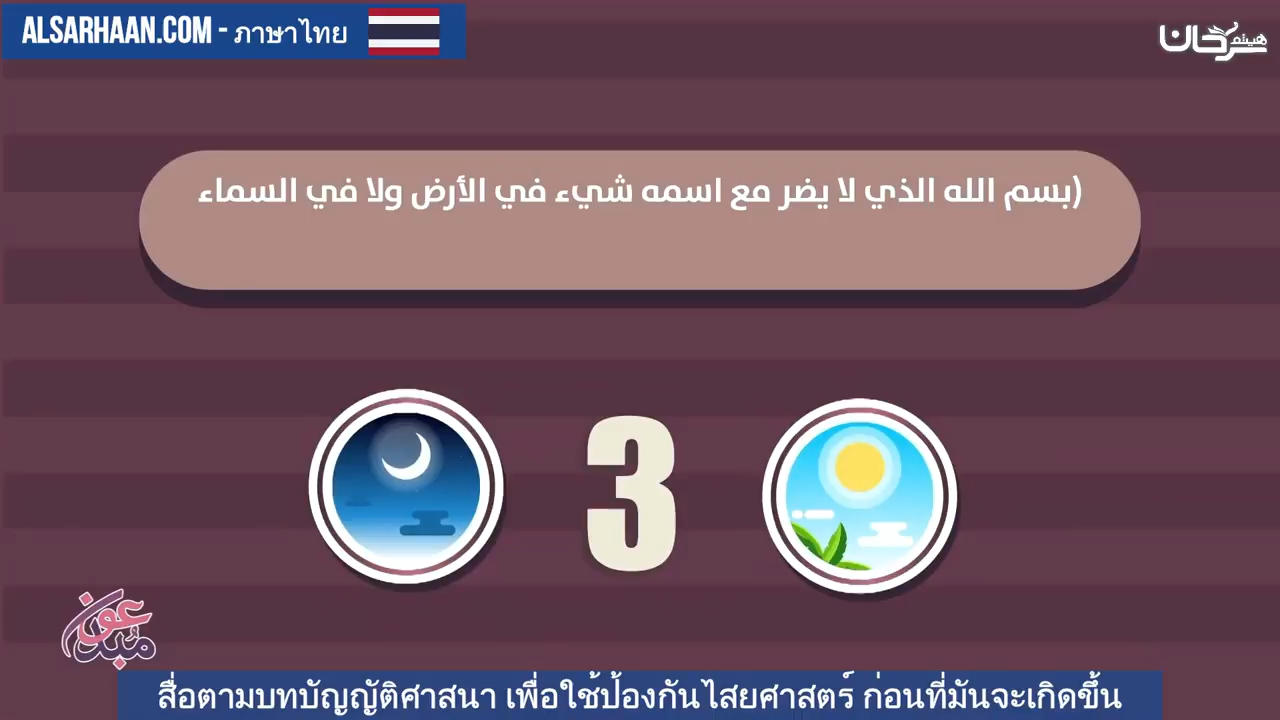 ALSARHAAN.COM - ภาษาไทย
هيثم سرحان
(بسم الله الذي لا يضر مع اسمه شيء في الأرض ولا في السماء
3
مبدعون
สื่อตามบทบัญญัติศาสนา เพื่อใช้ป้องกันไสยศาสตร์ ก่อนที่มันจะเกิดขึ้น